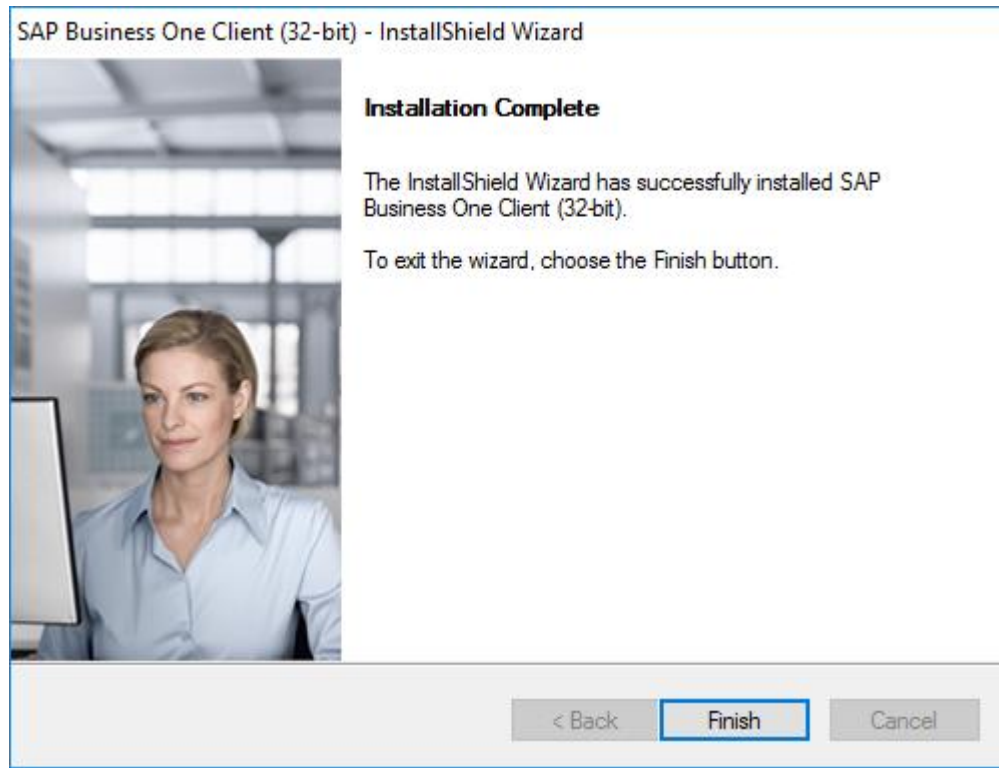 SAP Business One Client (32-bit) - InstallShield Wizard
Installation Complete
The InstallShield Wizard has successfully installed SAP
Business One Client (32-bit).
To exit the wizard, choose the Finish button.
< Back
Finish
Cancel